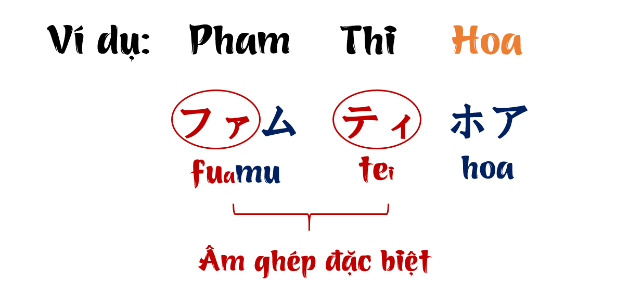 Ví dụ: Pham Thi Hoa
ファム ティ ホア
fuamu tei hoa
Âm ghép đặc biệt